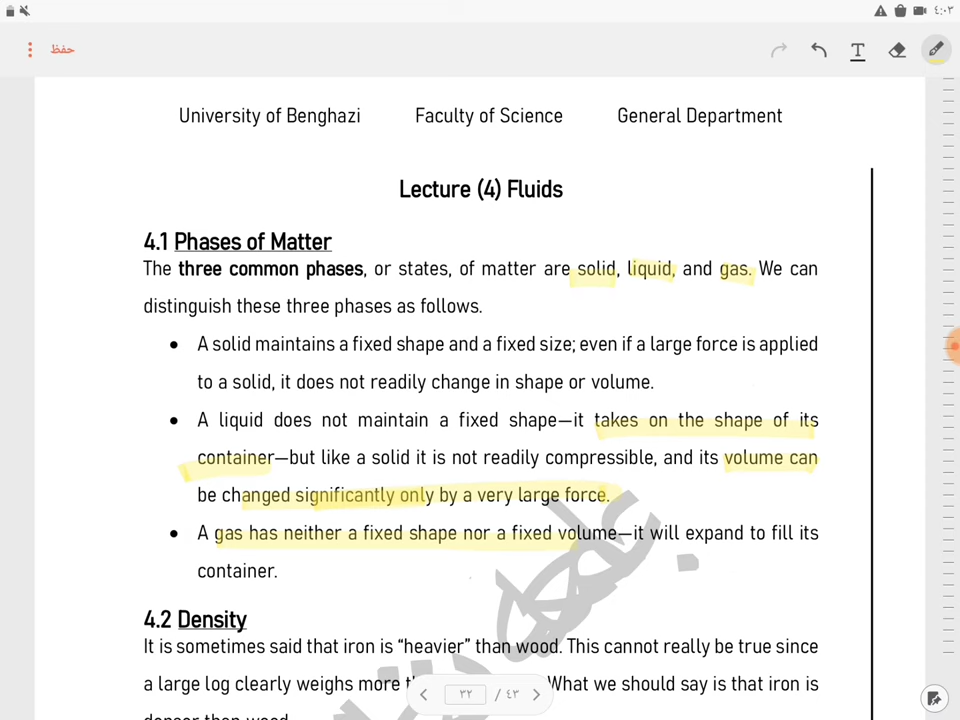 ٤:٠٣
حفظ
T
University of Benghazi Faculty of Science General Department
Lecture (4) Fluids
4.1 Phases of Matter
The three common phases, or states, of matter are solid, liquid, and gas. We can
distinguish these three phases as follows.
• A solid maintains a fixed shape and a fixed size; even if a large force is applied
to a solid, it does not readily change in shape or volume.
• A liquid does not maintain a fixed shape—it takes on the shape of its
container—but like a solid it is not readily compressible, and its volume can
be changed significantly only by a very large force.
• A gas has neither a fixed shape nor a fixed volume—it will expand to fill its
container.
4.2 Density
It is sometimes said that iron is “heavier” than wood. This cannot really be true since
a large log clearly weighs more What we should say is that iron is
denser than wood.
٣٢ / ٤٣